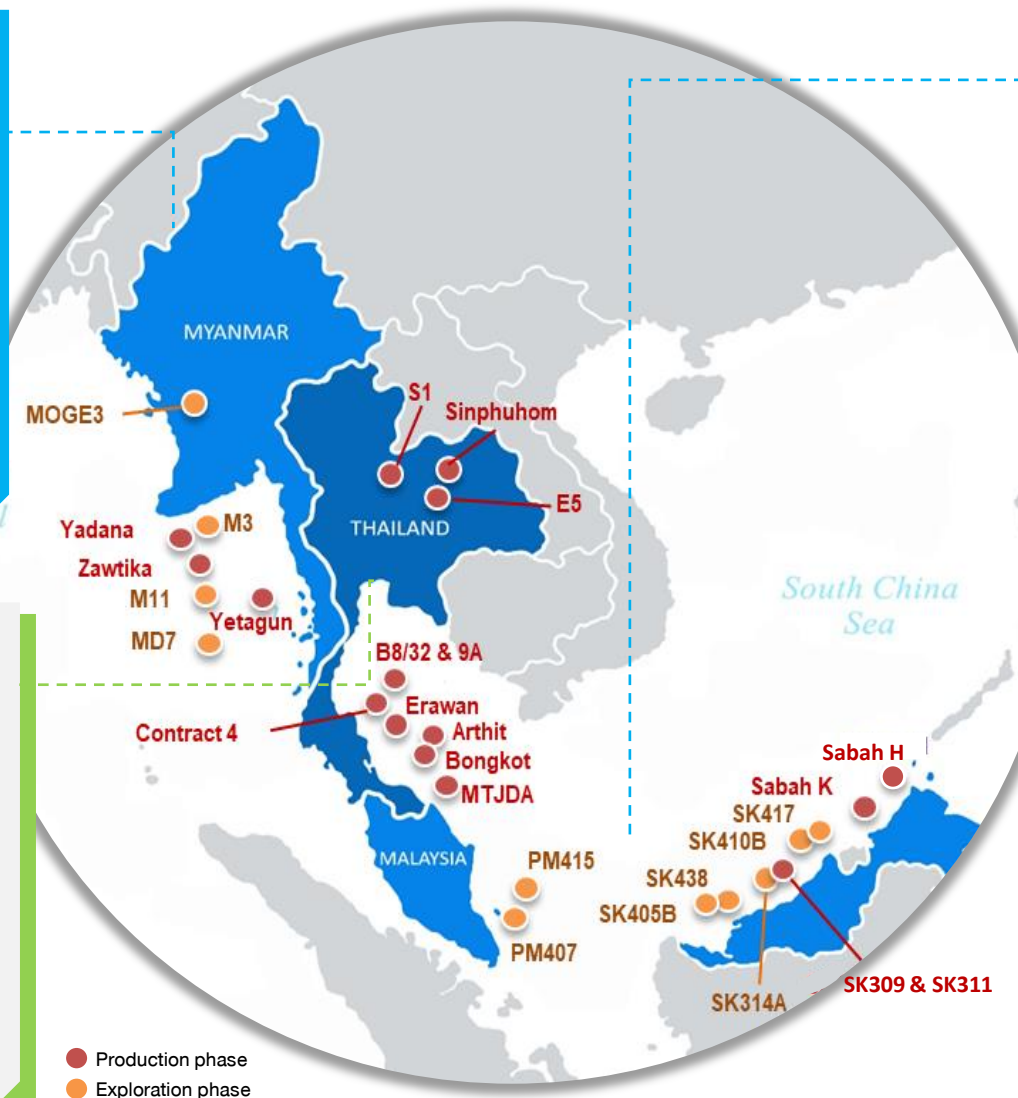 MYANMAR
MOGE3
S1
Sinphuhom
E5
THAILAND
Yadana
M3
Zawtika
M11
Yetagun
MD7
South China
Sea
B8/32 & 9A
Contract 4
Erawan
Arthit
Bongkot
MTJDA
MALAYSIA
PM415
PM407
Sabah H
Sabah K
SK417
SK410B
SK438
SK405B
SK314A
SK309 & SK311
Production phase
Exploration phase